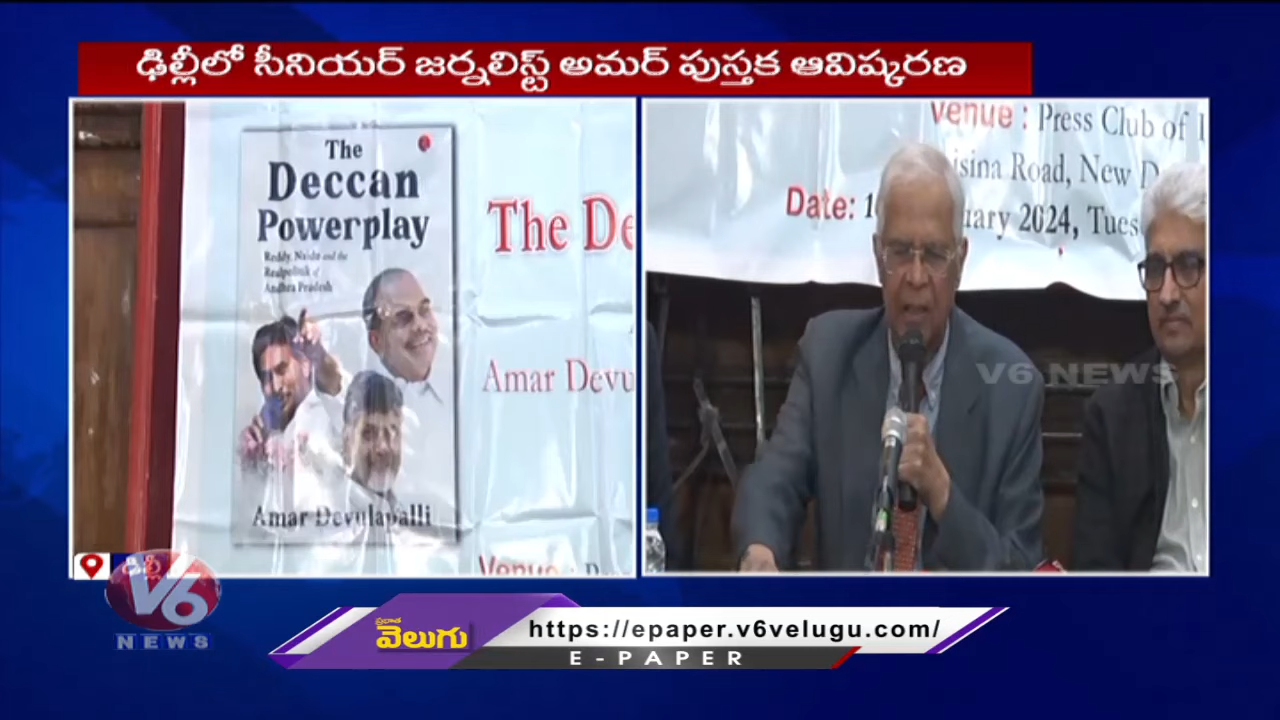 ఢిల్లీలో సీనియర్ జర్నలిస్ట్ అమర్ పుస్తక ఆవిష్కరణ
The
Deccan
Powerplay
Reddy, Naidu and the
Realpolitik of
Andhra Pradesh
Amar Devulapalli
The De
Amar Devu
Venue :
Venue : Press Club of
isina Road, New D
Date: 1 uary 2024, Tues
V6 NEWS
ఢిల్లీ
V6
NEWS
ప్రభాత
వెలుగు
https://epaper.v6velugu.com/
E-PAPER